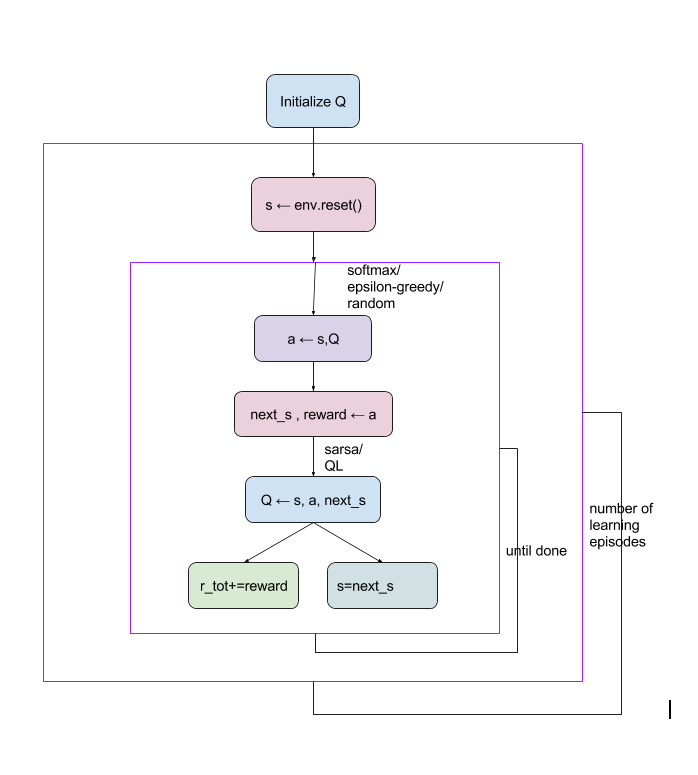 Initialize Q
s ← env.reset()
softmax/
epsilon-greedy/
random
a ← s,Q
next_s , reward ← a
sarsa/
QL
Q ← s, a, next_s
number of
learning
episodes
until done
r_tot+=reward
s=next_s